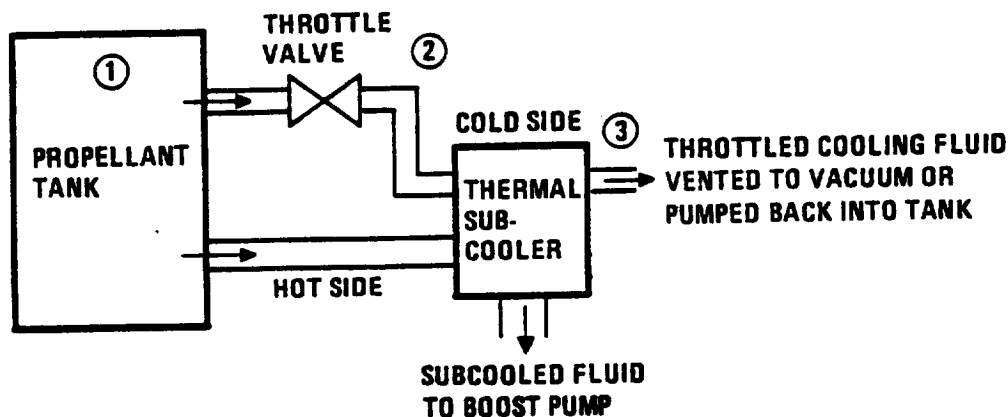 THROTTLE
VALVE
①
②
PROPELLANT
TANK
COLD SIDE
③
THERMAL
SUB-
COOLER
THROTTLED COOLING FLUID
VENTED TO VACUUM OR
PUMPED BACK INTO TANK
HOT SIDE
SUBCOOLED FLUID
TO BOOST PUMP